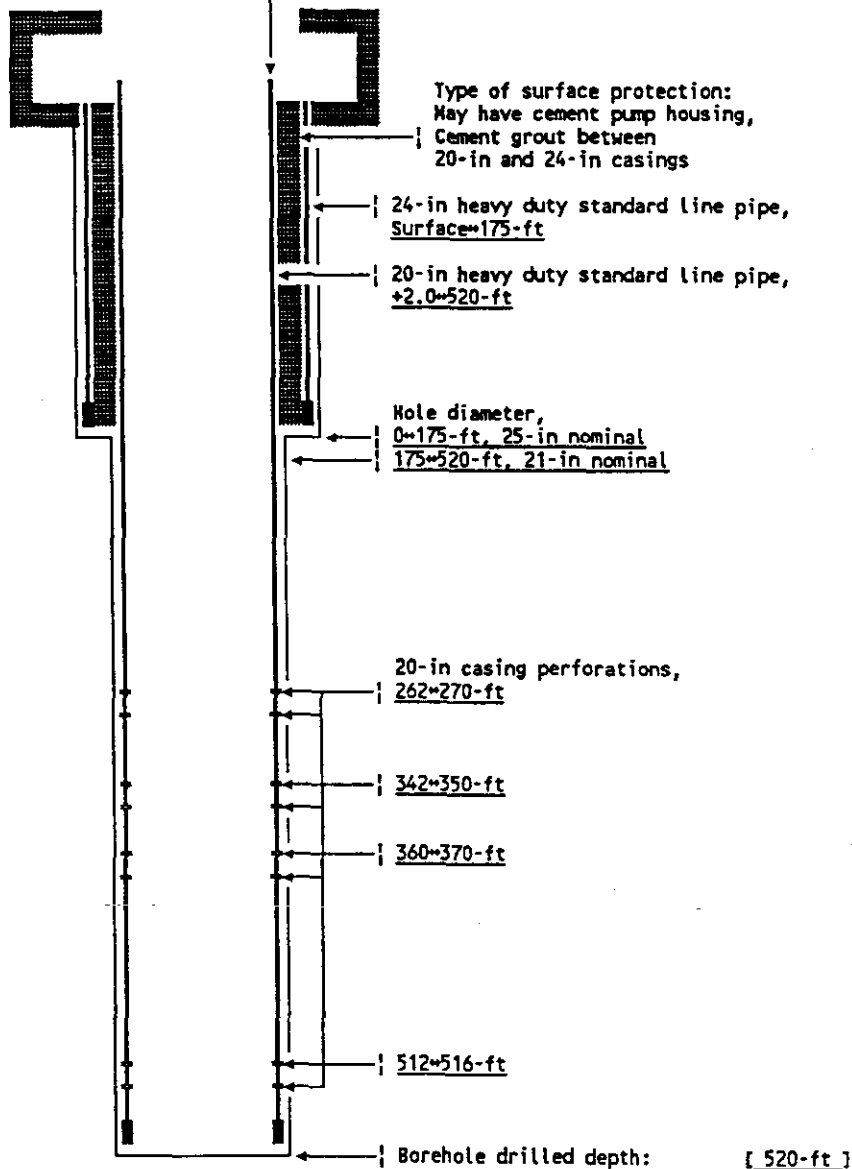 Type of surface protection:
May have cement pump housing,
Cement grout between
20-in and 24-in casings
24-in heavy duty standard line pipe,
Surface↔175-ft
20-in heavy duty standard line pipe,
+2.0↔520-ft
Hole diameter,
0↔175-ft, 25-in nominal
175↔520-ft, 21-in nominal
20-in casing perforations,
262↔270-ft
342↔350-ft
360↔370-ft
512↔516-ft
Borehole drilled depth: [ 520-ft ]